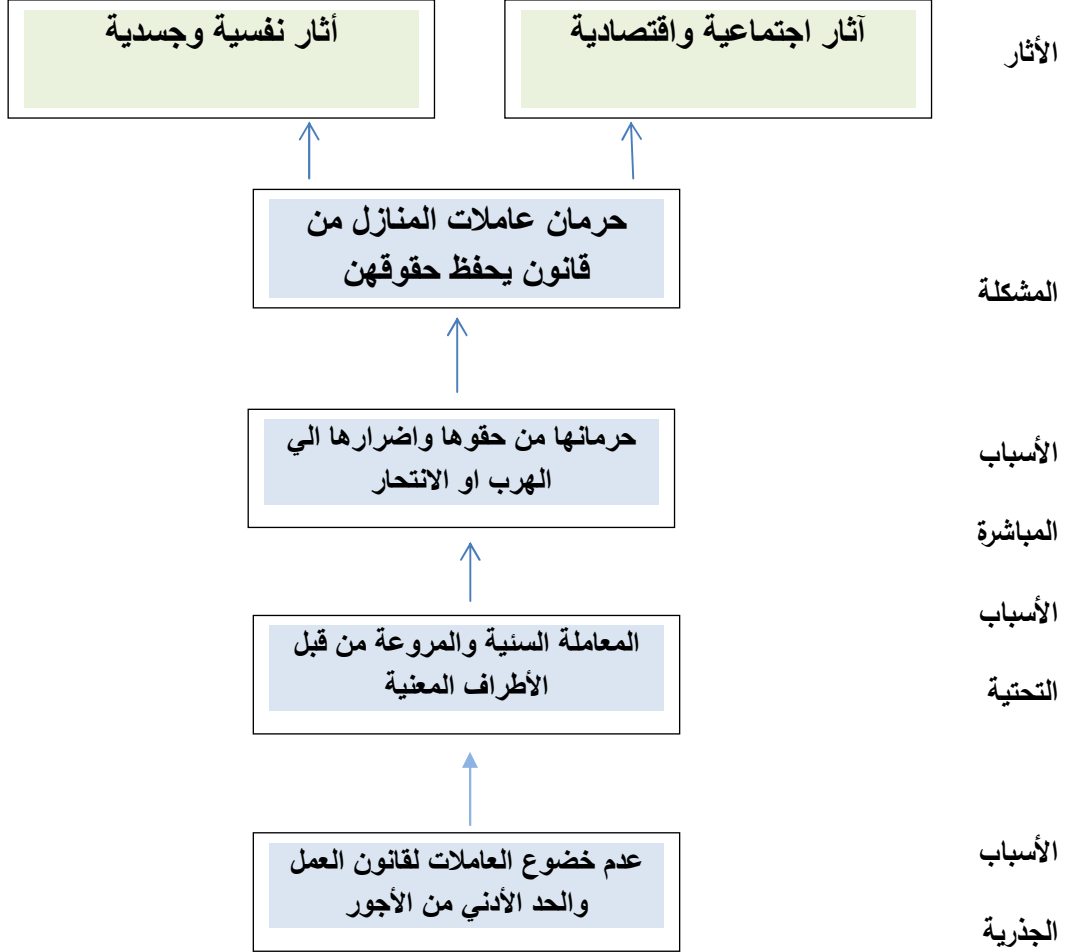 آثار اجتماعية واقتصادية
أثار نفسية وجسدية
الأثار
حرمان عاملات المنازل من
قانون يحفظ حقوقهن
المشكلة
حرمانها من حقوها واضرارها الي
الهرب او الانتحار
الأسباب
المباشرة
المعاملة السئية والمروعة من قبل
الأطراف المعنية
الأسباب
التحتية
عدم خضوع العاملات لقانون العمل
والحد الأدني من الأجور
الأسباب
الجذرية